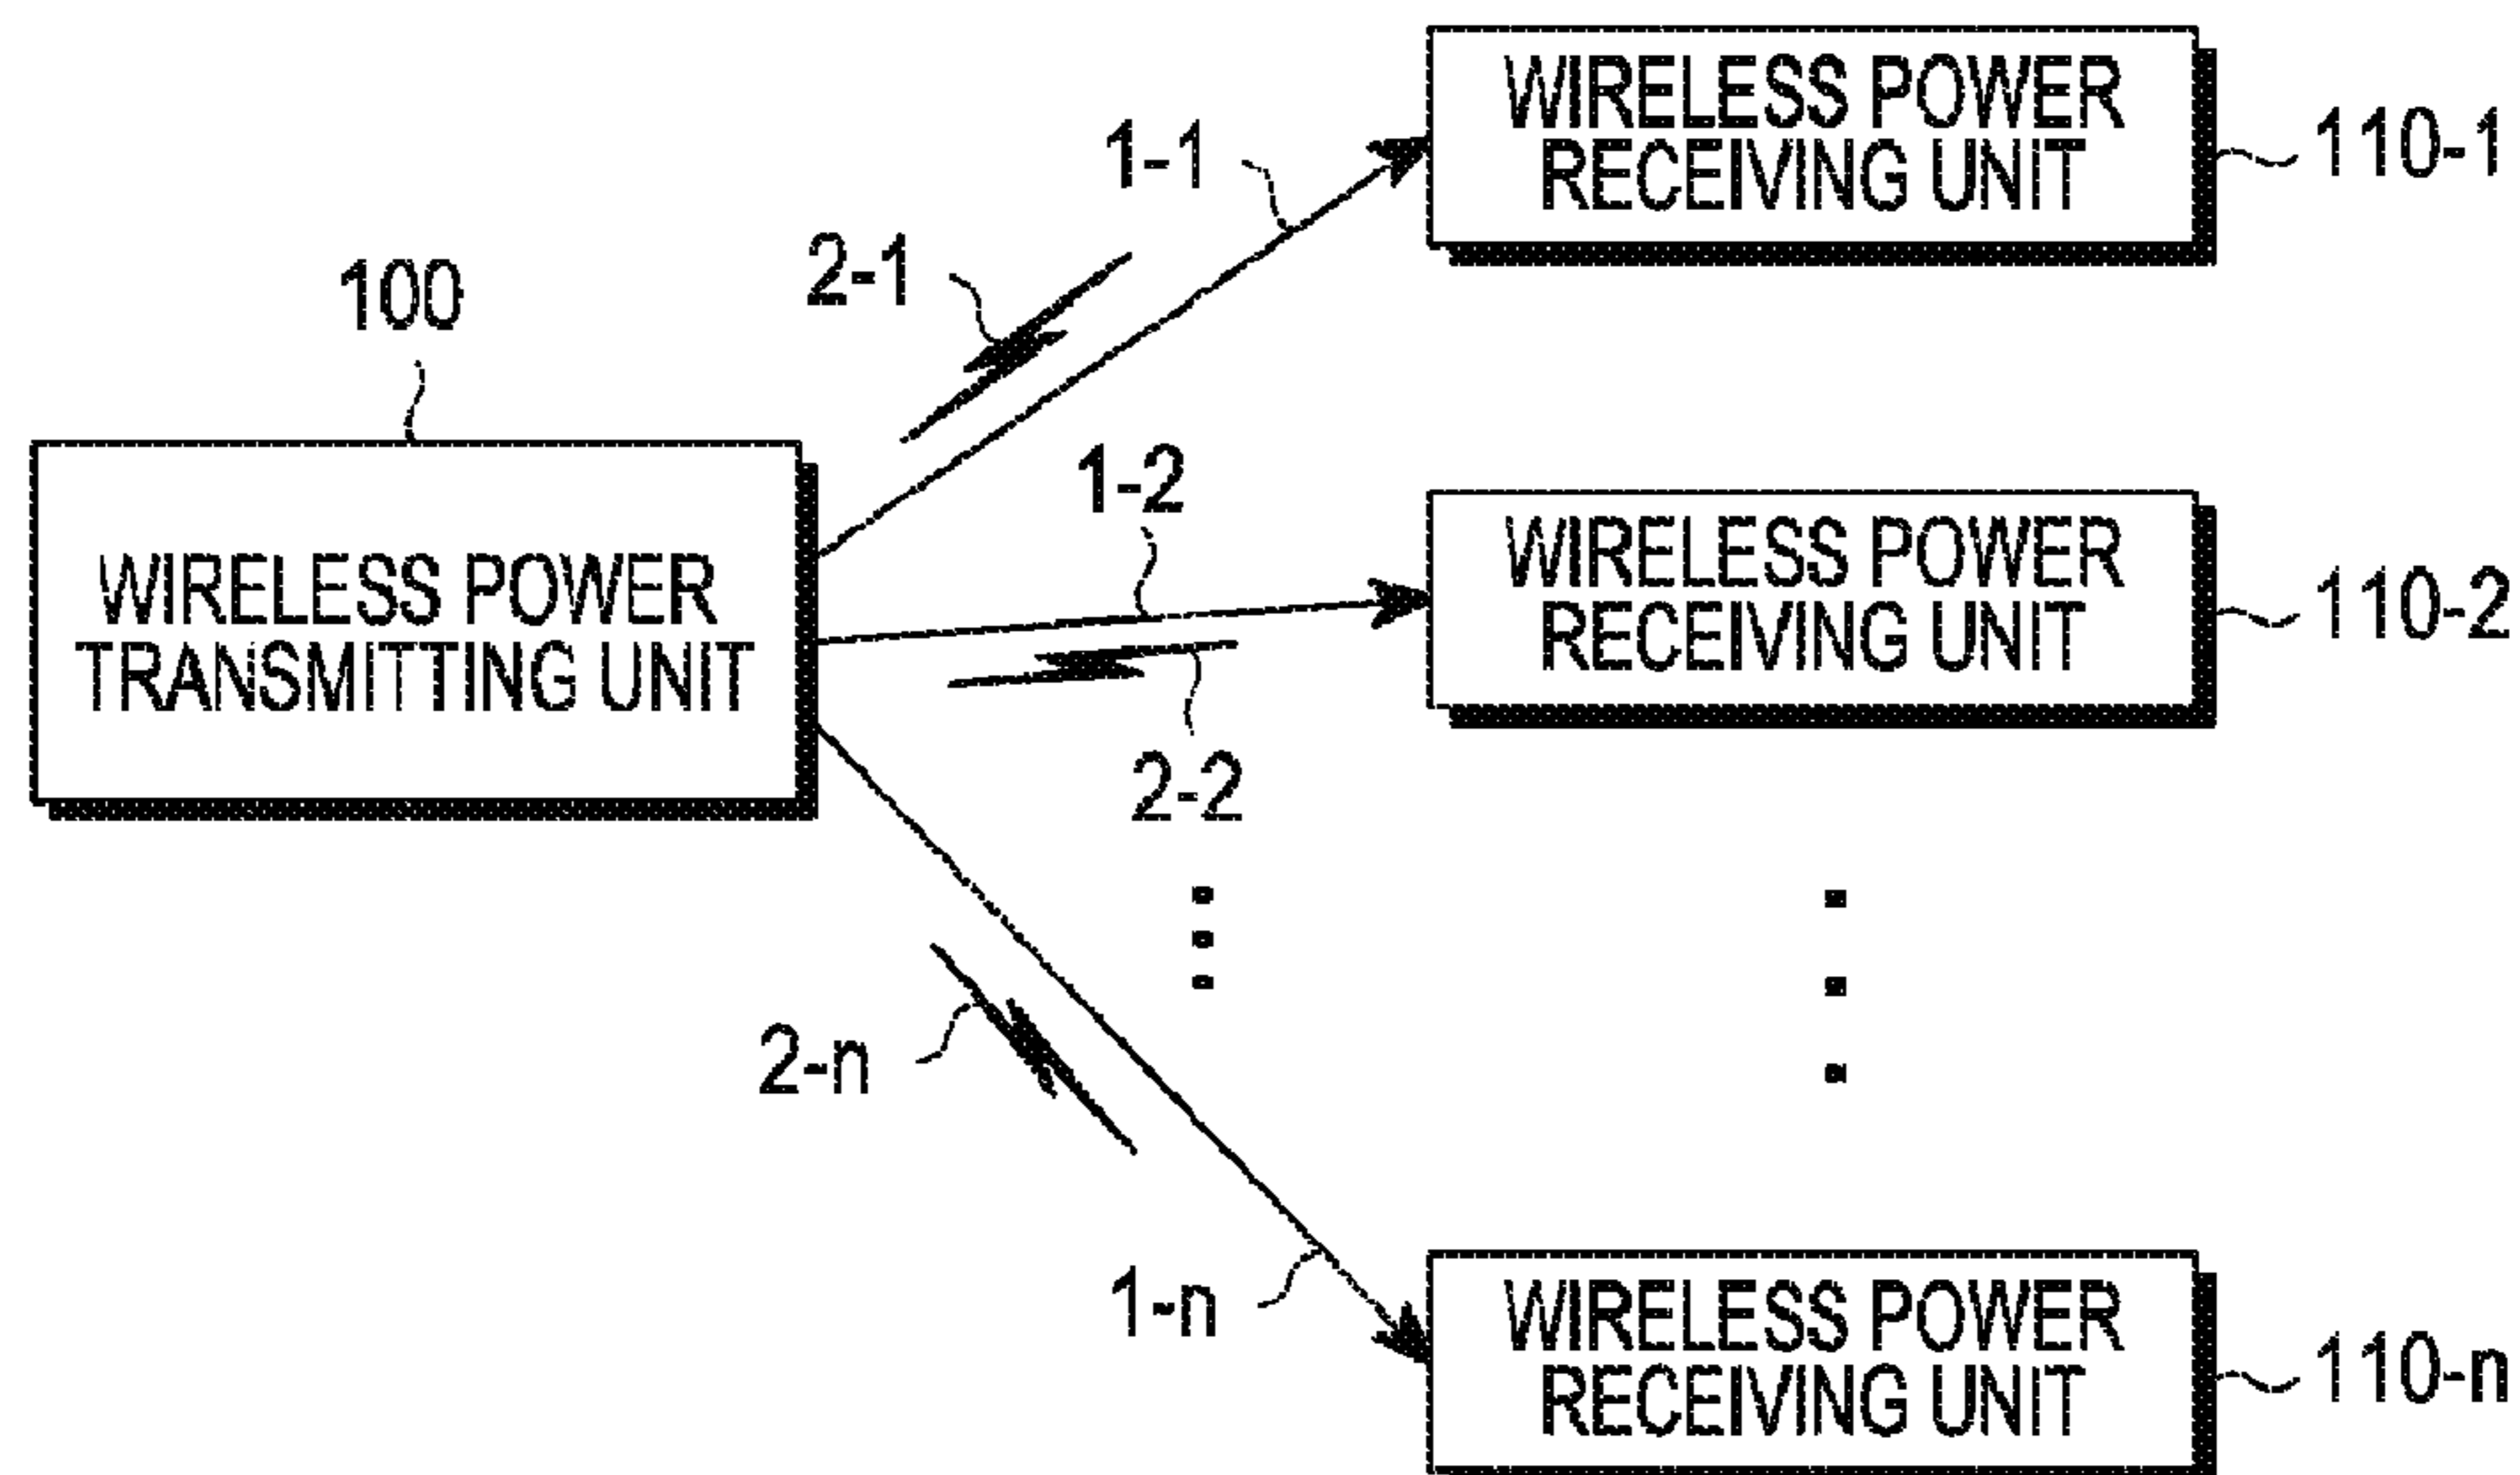 WIRELESS POWER
RECEIVING UNIT
110-1
1-1
2-1
100
1-2
WIRELESS POWER
TRANSMITTING UNIT
WIRELESS POWER
RECEIVING UNIT
110-2
2-2
2-n
1-n
WIRELESS POWER
RECEIVING UNIT
110-n